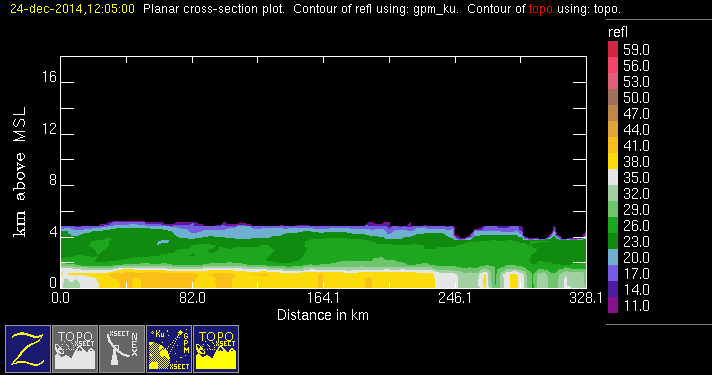 24-dec-2014,12:05:00 Planar cross-section plot. Contour of refl using: gpm_ku. Contour of topo using: topo.
refl
59.0
56.0
53.0
50.0
47.0
44.0
41.0
38.0
35.0
32.0
29.0
26.0
23.0
20.0
17.0
14.0
11.0
km above MSL
16
12
8
4
0
0.0 82.0 164.1 246.1 328.1
Distance in km
Z
TOPO
XSECT
XSECT
Ku
GPM
XSECT
TOPO
XSECT